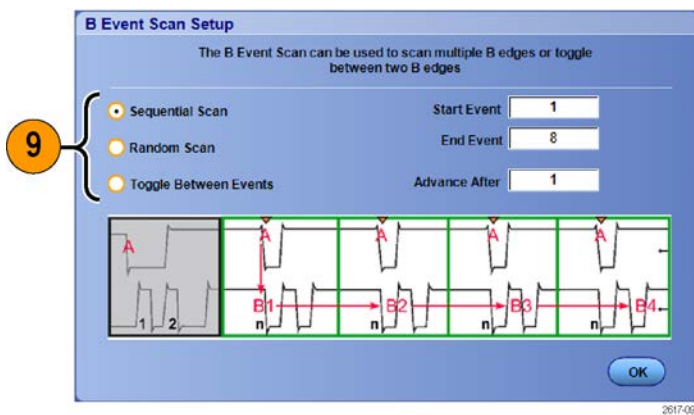 B Event Scan Setup
The B Event Scan can be used to scan multiple B edges or toggle
between two B edges
9
Sequential Scan
Start Event 1
End Event 8
Random Scan
Toggle Between Events
Advance After 1
A A A A A
B1 B2 B3 B4
1 2 n n n n
OK
2617-09